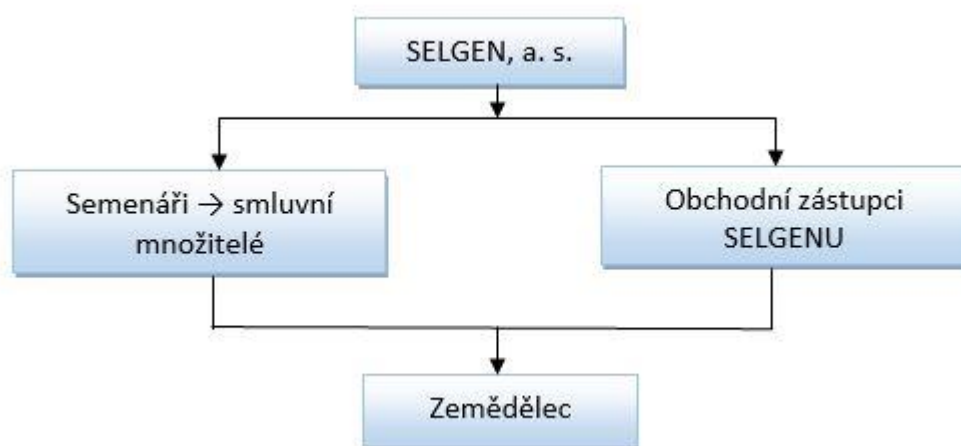 SELGEN, a. s.
Semenáři → smluvní
množitelé
Obchodní zástupci
SELGENU
Zemědělec